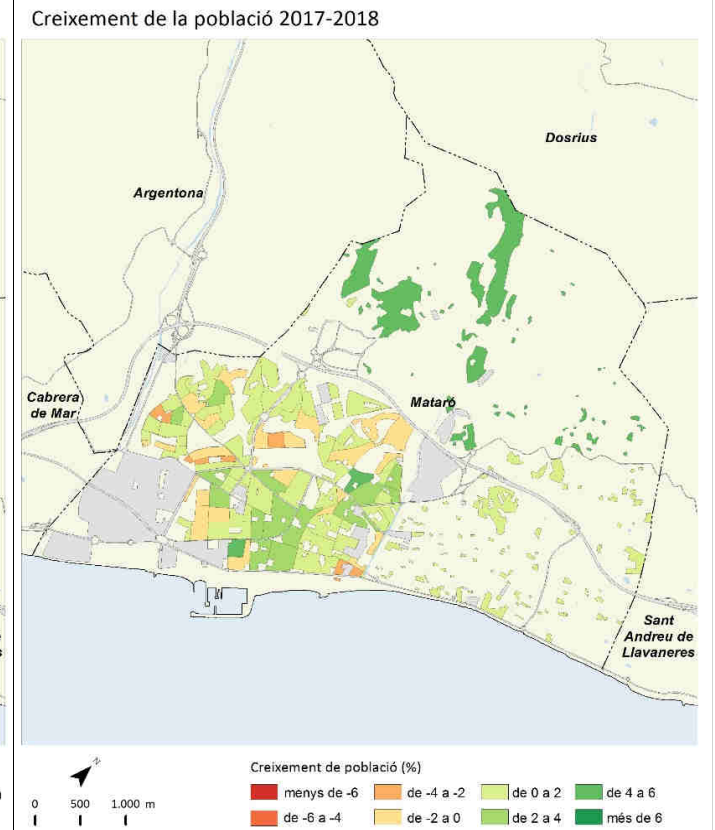 Creixement de la població 2017-2018
Dosrius
Argentona
Cabrera
de Mar
Mataró
Sant
Andreu de
Llavaneres
N
Creixement de població (%)
menys de -6
de -4 a -2
de 0 a 2
de 4 a 6
de -6 a -4
de -2 a 0
de 2 a 4
més de 6
0 500 1.000 m